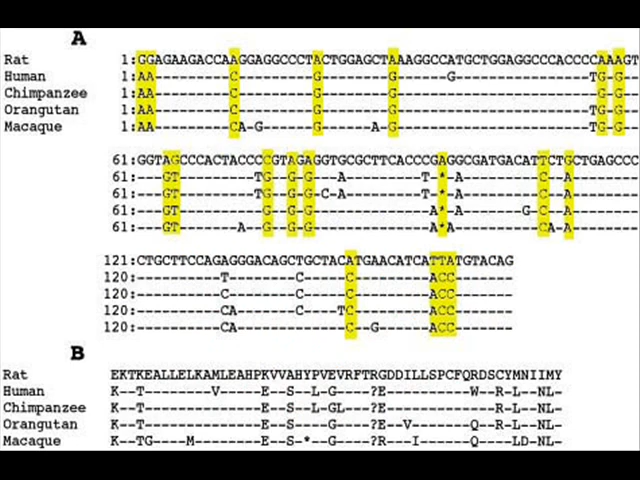 A
Rat 1:GGAGAAGACCAAGGAGGCCCTACTGGAGCTAAAGGCCATGCTGGAGGCCCACCCCAAAGT
Human 1:AA---------C---------G--------G------G----------------TG-G--
Chimpanzee 1:AA---------C---------G--------G------------------------G-G--
Orangutan 1:AA---------C---------G--------G-----------------------TG-G--
Macaque 1:AA---------CA-G------G------A-G-----------------------TG-G--
61:GGTAGCCCACTACCCCGTAGAGGTGCGCTTCACCCGAGGCGATGACATTCTGCTGAGCCC
61:---GT---------TG--G-G---A---------T-*-A---------C--A--------
61:---GT---------TG--G-G-C-A---------T-*-A---------C--A--------
61:---GT----------G--G-G---A----------A*-A-------G-C--A--------
61:---GT-------A--G--G-G--------------A*A----------CA-A--------
121:CTGCTTCCAGAGGGACAGCTGCTACATGAACATCATTATGTACAG
120:----------T--------C-----C---------ACC-------
120:----------C--------C-----C---------ACC-------
120:----------CA-------C----TC---------ACC-------
120:----------CA-------------C--G------ACC-------
B
Rat EKTKEALLELKAMLEAHPKVVAHYPVEVRFTRGDDILLSPCFQRDSCYMNIIMY
Human K--T--------V-----E--S--L-G----?E----------W--R-L--NL-
Chimpanzee K--T--------------E--S--L-GL---?E-------------R-L--NL-
Orangutan K--T--------------E--S----G----?E--V-------Q--R-L--NL-
Macaque K--TG----M--------E--S-*--G----?R---I------Q----LD-NL-